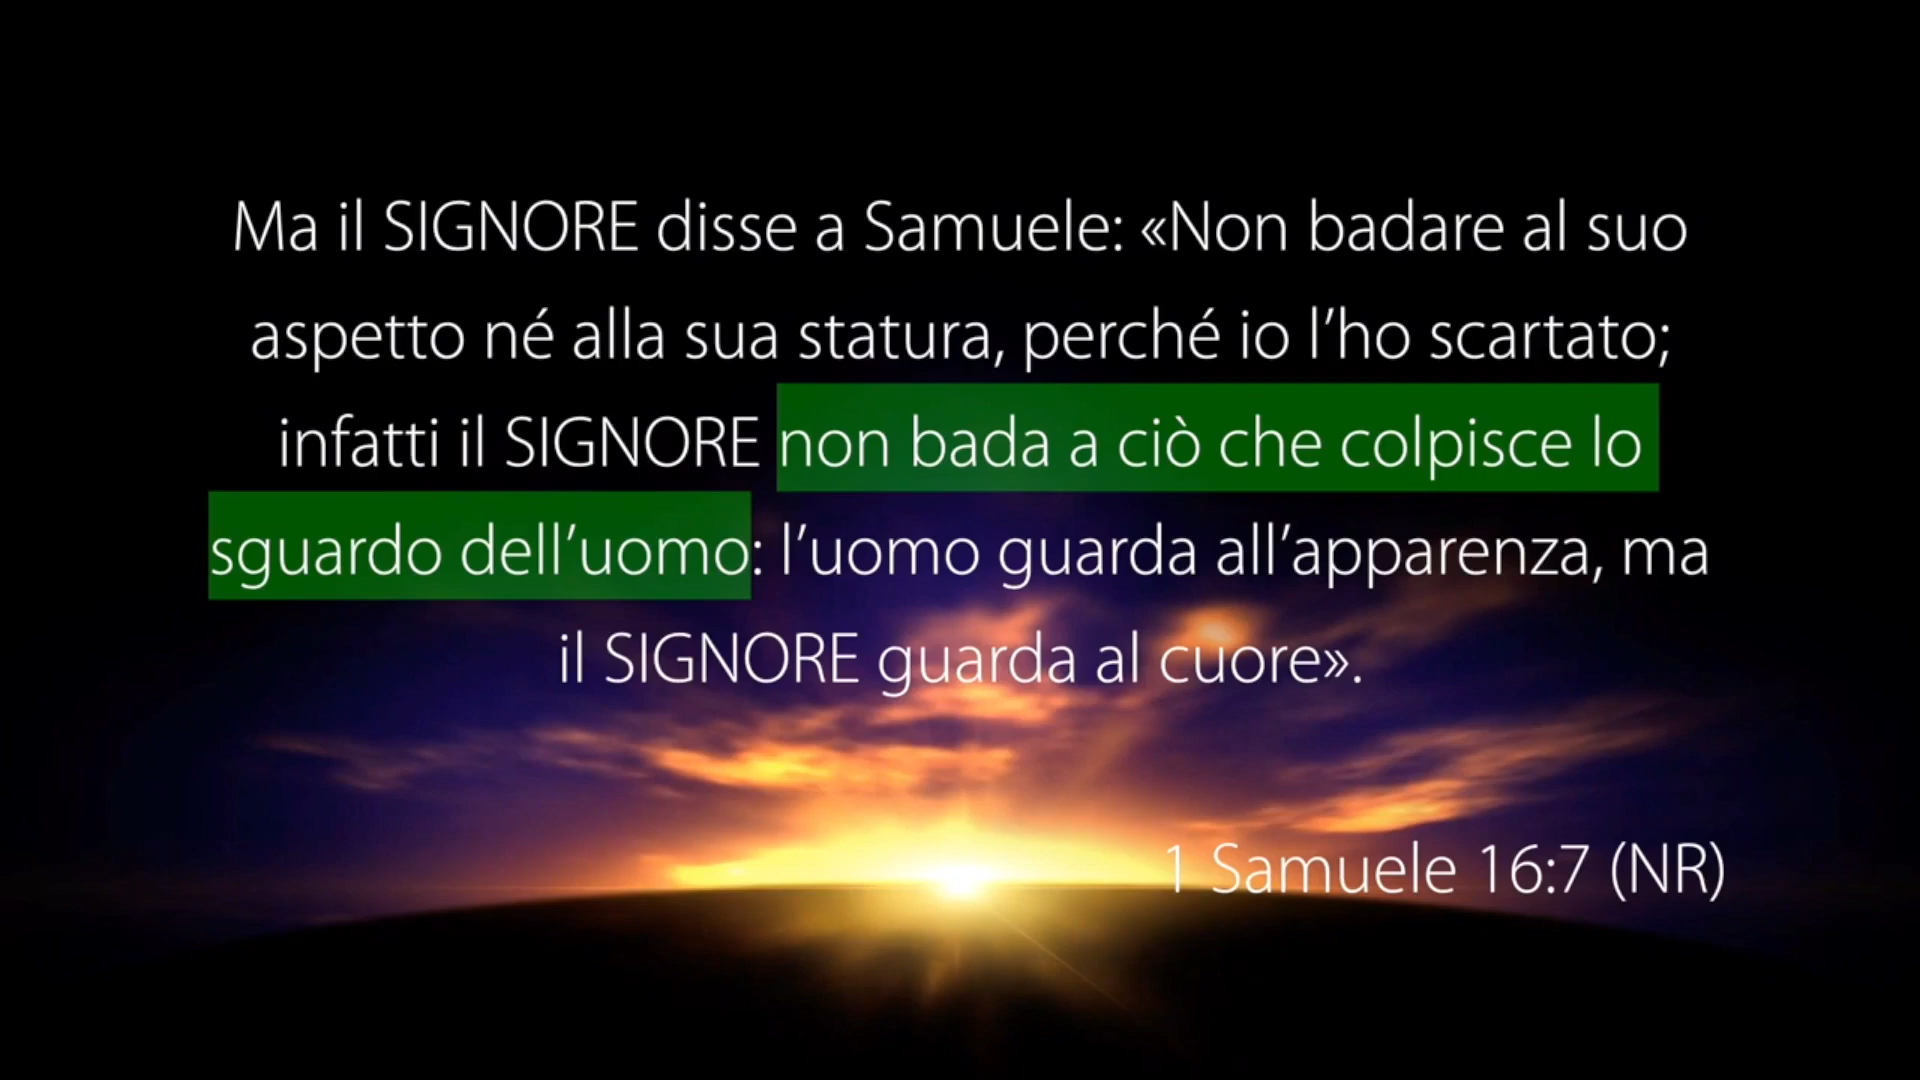 Ma il SIGNORE disse a Samuele: «Non badare al suo
aspetto né alla sua statura, perché io l’ho scartato;
infatti il SIGNORE non bada a ciò che colpisce lo
sguardo dell’uomo: l’uomo guarda all’apparenza, ma
il SIGNORE guarda al cuore».
1 Samuele 16:7 (NR)